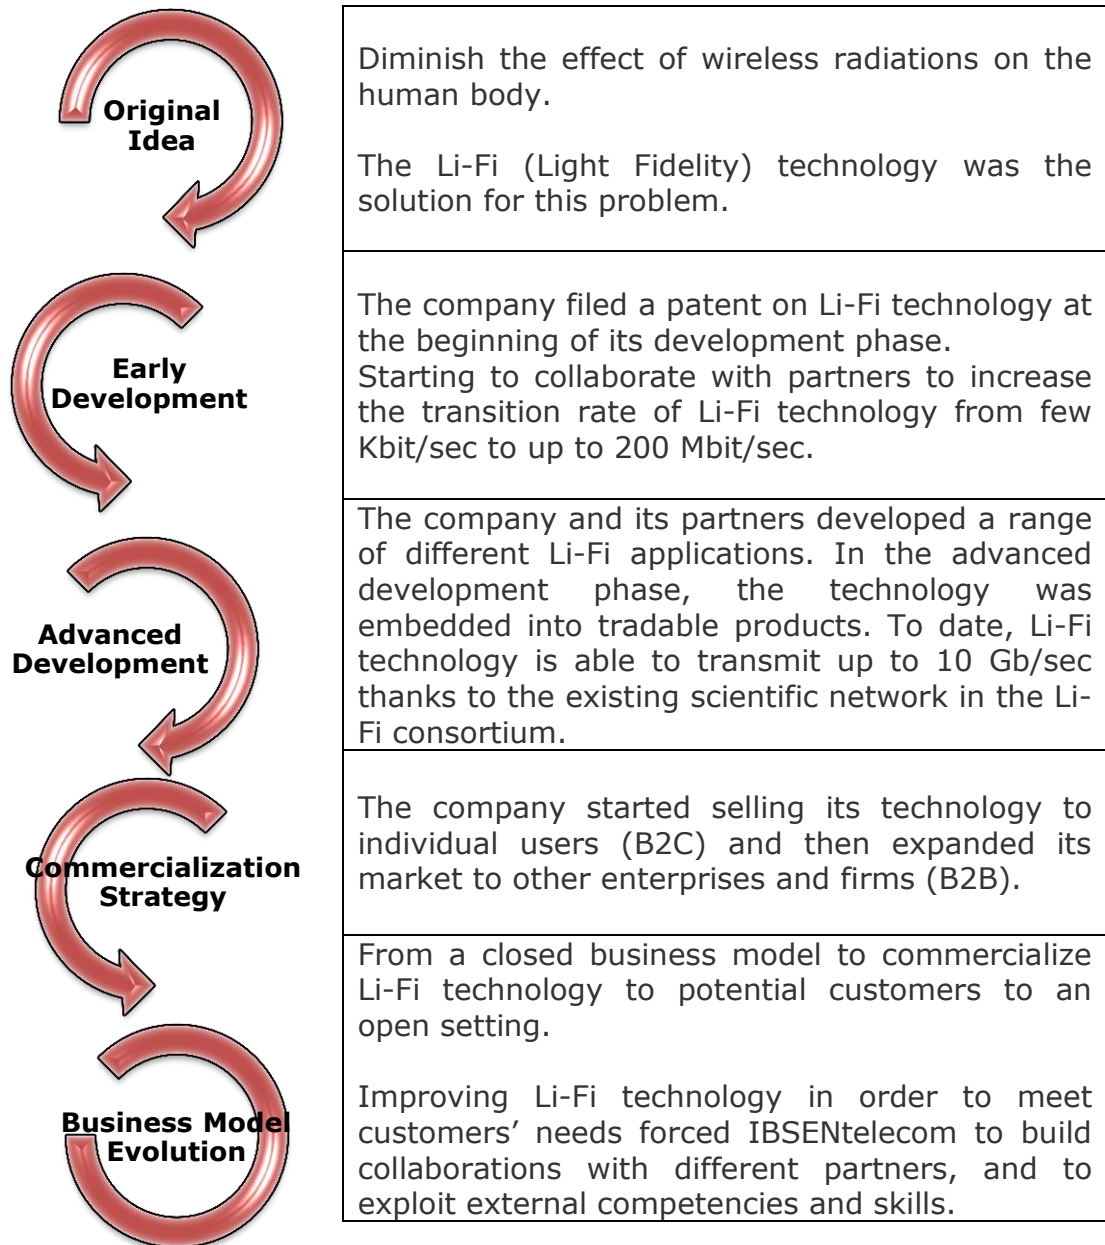 Original
Idea
Diminish the effect of wireless radiations on the
human body.
The Li-Fi (Light Fidelity) technology was the
solution for this problem.
Early
Development
The company filed a patent on Li-Fi technology at
the beginning of its development phase.
Starting to collaborate with partners to increase
the transition rate of Li-Fi technology from few
Kbit/sec to up to 200 Mbit/sec.
Advanced
Development
The company and its partners developed a range
of different Li-Fi applications. In the advanced
development phase, the technology was
embedded into tradable products. To date, Li-Fi
technology is able to transmit up to 10 Gb/sec
thanks to the existing scientific network in the Li-
Fi consortium.
Commercialization
Strategy
The company started selling its technology to
individual users (B2C) and then expanded its
market to other enterprises and firms (B2B).
Business Model
Evolution
From a closed business model to commercialize
Li-Fi technology to potential customers to an
open setting.
Improving Li-Fi technology in order to meet
customers’ needs forced IBSENtelecom to build
collaborations with different partners, and to
exploit external competencies and skills.